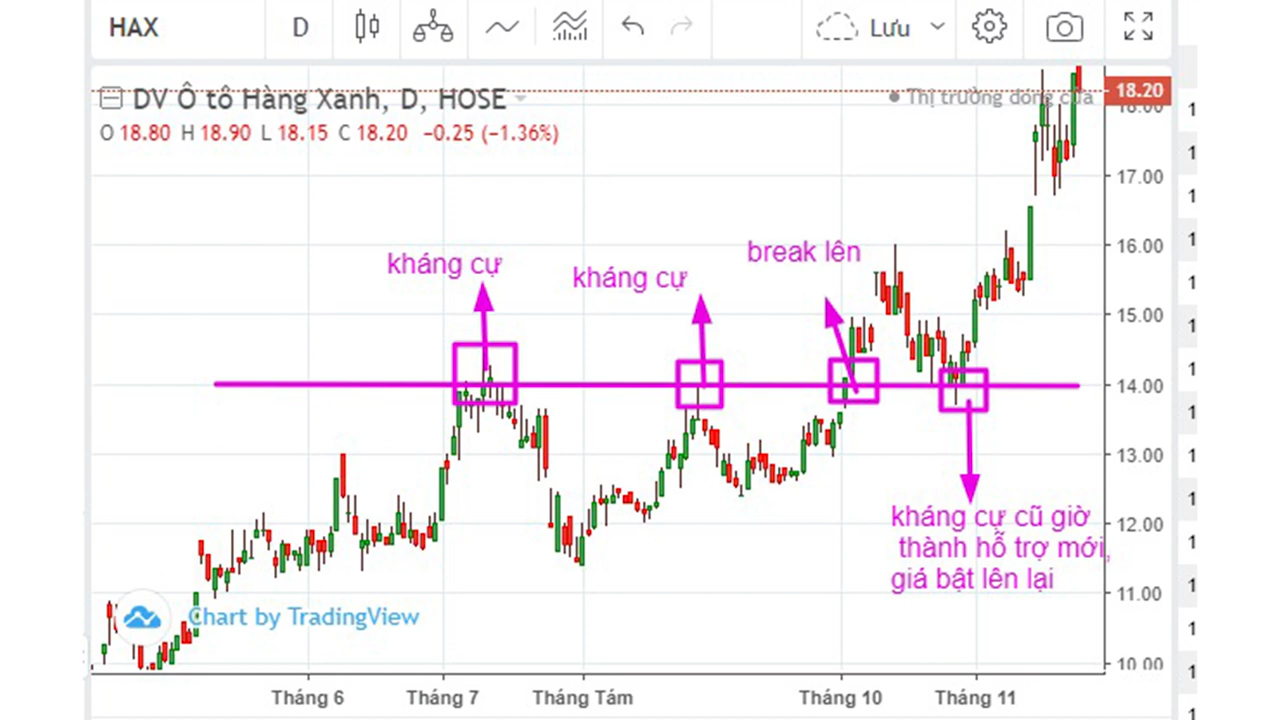 HAX D Lưu
DV Ô tô Hàng Xanh, D, HOSE
Thị trường đóng cửa
18.20
O 18.80 H 18.90 L 18.15 C 18.20 −0.25 (−1.36%)
18.00
17.00
16.00
15.00
14.00
13.00
12.00
11.00
10.00
kháng cự
kháng cự
break lên
kháng cự cũ giờ
thành hỗ trợ mới,
giá bật lên lại
Chart by TradingView
Tháng 6 Tháng 7 Tháng Tám Tháng 10 Tháng 11